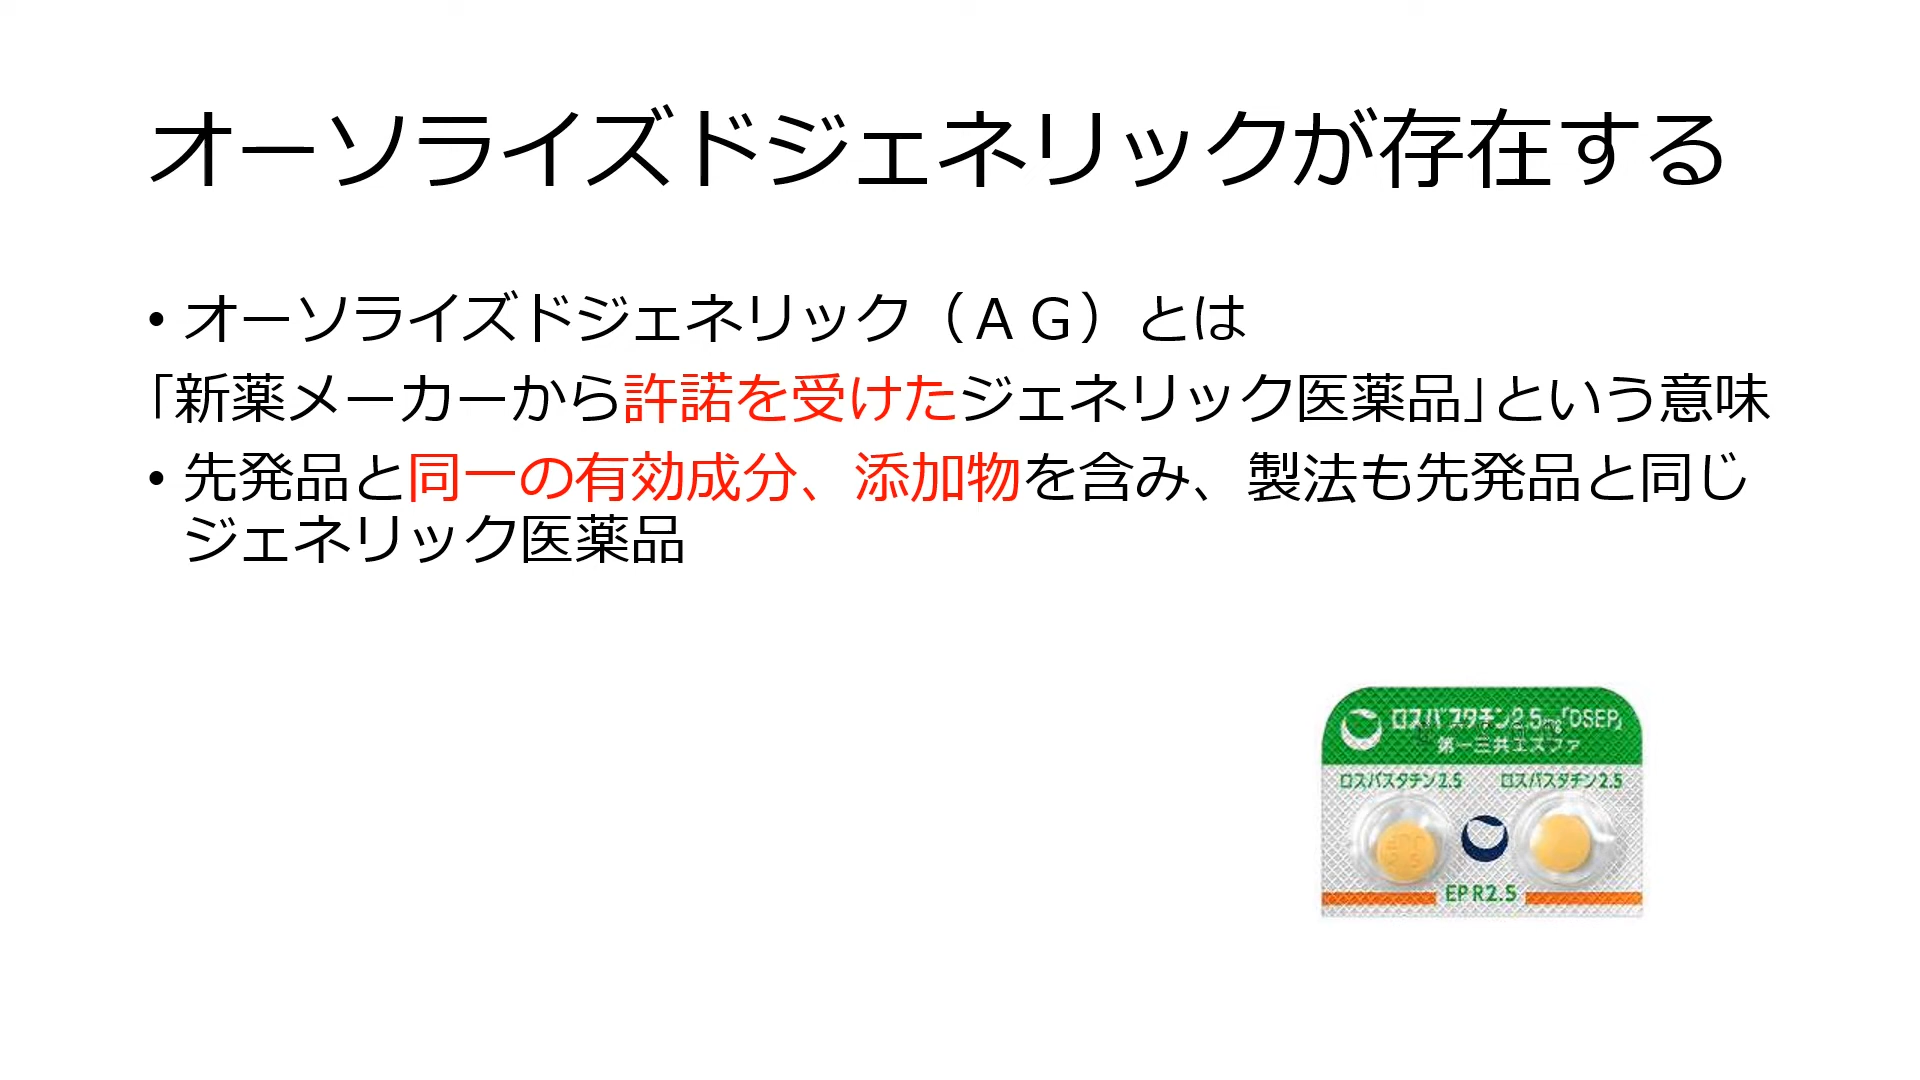 オーソライズドジェネリックが存在する
• オーソライズドジェネリック（ＡＧ）とは
「新薬メーカーから許諾を受けたジェネリック医薬品」という意味
• 先発品と同一の有効成分、添加物を含み、製法も先発品と同じ
ジェネリック医薬品
ロスバスタチン2.5mg「DSEP」
第一三共エスファ
ロスバスタチン2.5 ロスバスタチン2.5
EPR2.5